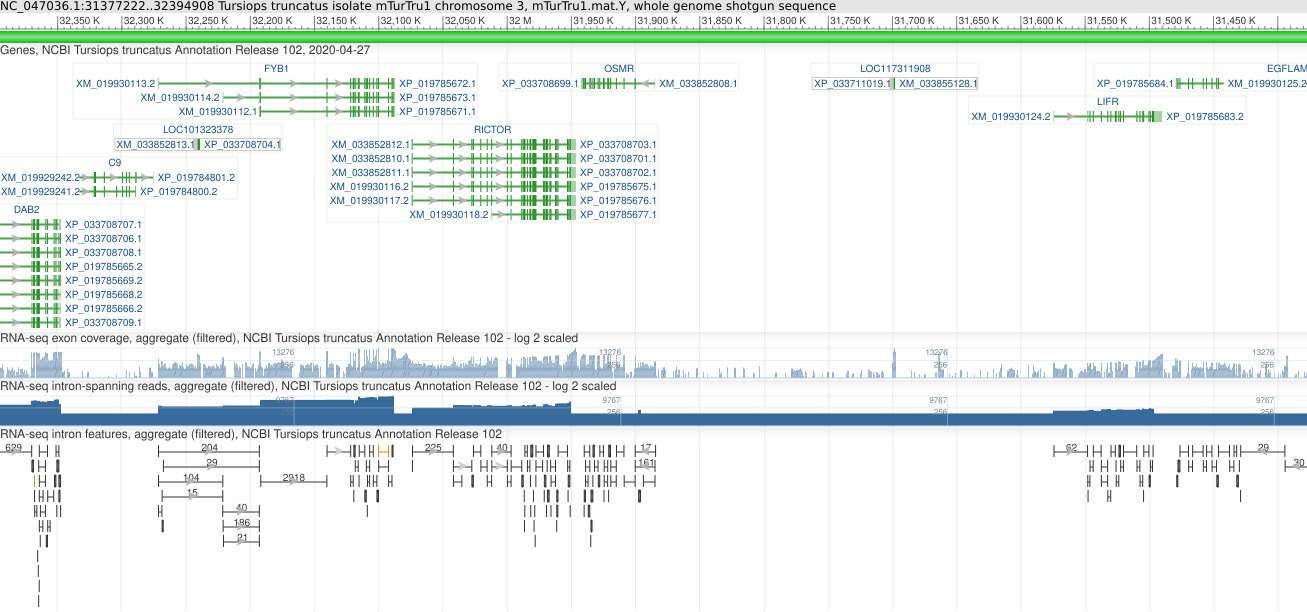 NC_047036.1:31377222..32394908 Tursiops truncatus isolate mTurTru1 chromosome 3, mTurTru1.mat.Y, whole genome shotgun sequence
32,350 K 32,300 K 32,250 K 32,200 K 32,150 K 32,100 K 32,050 K 32 M 31,950 K 31,900 K 31,850 K 31,800 K 31,750 K 31,700 K 31,650 K 31,600 K 31,550 K 31,500 K 31,450 K
Genes, NCBI Tursiops truncatus Annotation Release 102, 2020-04-27
FYB1 OSMR LOC117311908 EGFLAM
XM_019930113.2 XP_019785672.1 XP_033708699.1 XM_033852808.1 XP_033711019.1 XM_033855128.1 XP_019785684.1 XM_019930125.2
XM_019930114.2 XP_019785673.1 LIFR
XM_019930112.1 XP_019785671.1 XM_019930124.2 XP_019785683.2
LOC101323378 RICTOR
XM_033852813.1 XP_033708704.1 XM_033852812.1 XP_033708703.1
C9 XM_033852810.1 XP_033708701.1
XM_019929242.2 XP_019784801.2 XM_033852811.1 XP_033708702.1
XM_019929241.2 XP_019784800.2 XM_019930116.2 XP_019785675.1
XM_019930117.2 XP_019785676.1
DAB2 XM_019930118.2 XP_019785677.1
XP_033708707.1
XP_033708706.1
XP_033708708.1
XP_019785665.2
XP_019785669.2
XP_019785668.2
XP_019785666.2
XP_033708709.1
RNA-seq exon coverage, aggregate (filtered), NCBI Tursiops truncatus Annotation Release 102 - log 2 scaled
13276 13276 13276 13276
256 256 256 256
RNA-seq intron-spanning reads, aggregate (filtered), NCBI Tursiops truncatus Annotation Release 102 - log 2 scaled
9767 9767 9767 9767
256 256 256 256
RNA-seq intron features, aggregate (filtered), NCBI Tursiops truncatus Annotation Release 102
629 204 225 40 17 62 29
29 161 30
104 2918
15
40
186
21